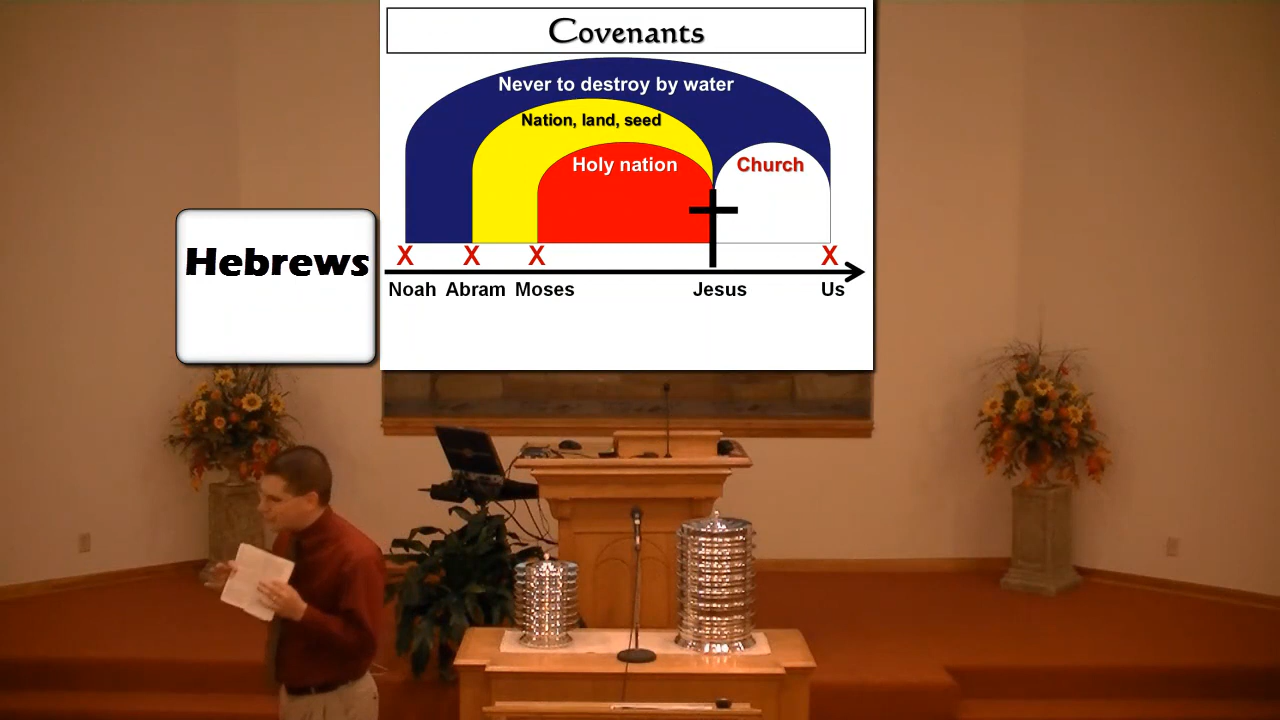 Covenants
Never to destroy by water
Nation, land, seed
Holy nation
Church
Hebrews
X X X X
Noah Abram Moses Jesus Us